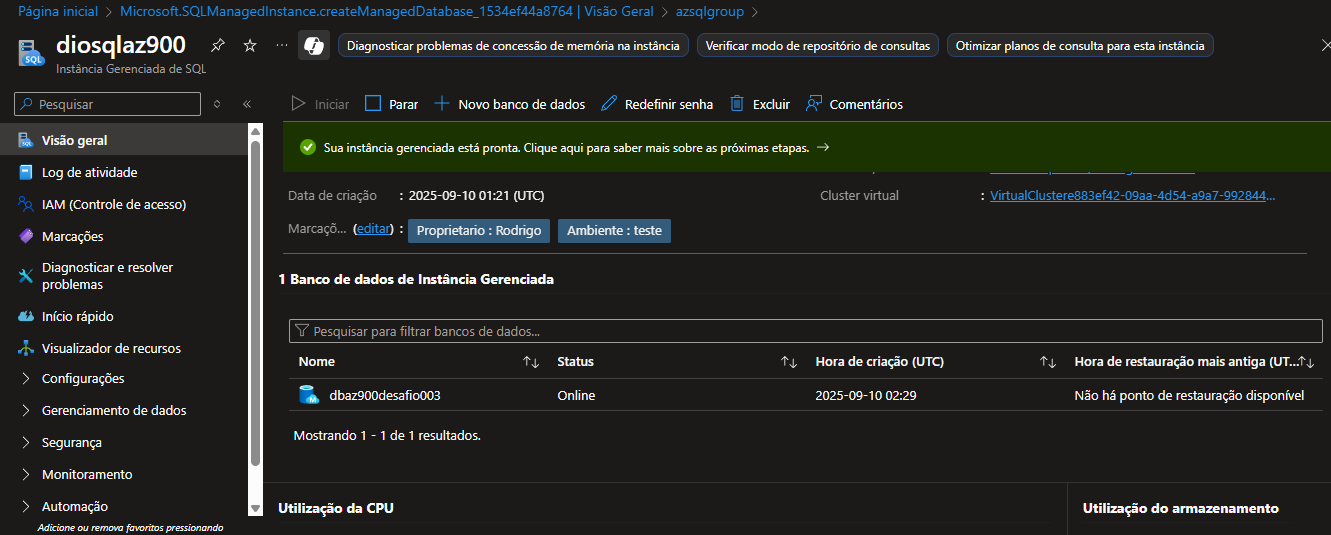 Página inicial > Microsoft.SQLManagedInstance.createManagedDatabase_1534ef44a8764 | Visão Geral > azsqlgroup >
diosqlaz900
Instância Gerenciada de SQL
Diagnosticar problemas de concessão de memória na instância
Verificar modo de repositório de consultas
Otimizar planos de consulta para esta instância
Pesquisar
Iniciar
Parar
Novo banco de dados
Redefinir senha
Excluir
Comentários
Visão geral
Log de atividade
IAM (Controle de acesso)
Marcações
Diagnosticar e resolver
problemas
Início rápido
Visualizador de recursos
Configurações
Gerenciamento de dados
Segurança
Monitoramento
Automação
Adicione ou remova favoritos pressionando
Sua instância gerenciada está pronta. Clique aqui para saber mais sobre as próximas etapas. →
Data de criação : 2025-09-10 01:21 (UTC)
Cluster virtual : VirtualClustere883ef42-09aa-4d54-a9a7-992844...
Marcaçõ... (editar) : Proprietario : Rodrigo Ambiente : teste
1 Banco de dados de Instância Gerenciada
Pesquisar para filtrar bancos de dados...
Nome Status Hora de criação (UTC) Hora de restauração mais antiga (UT...
dbaz900desafio003 Online 2025-09-10 02:29 Não há ponto de restauração disponível
Mostrando 1 - 1 de 1 resultados.
Utilização da CPU
Utilização do armazenamento